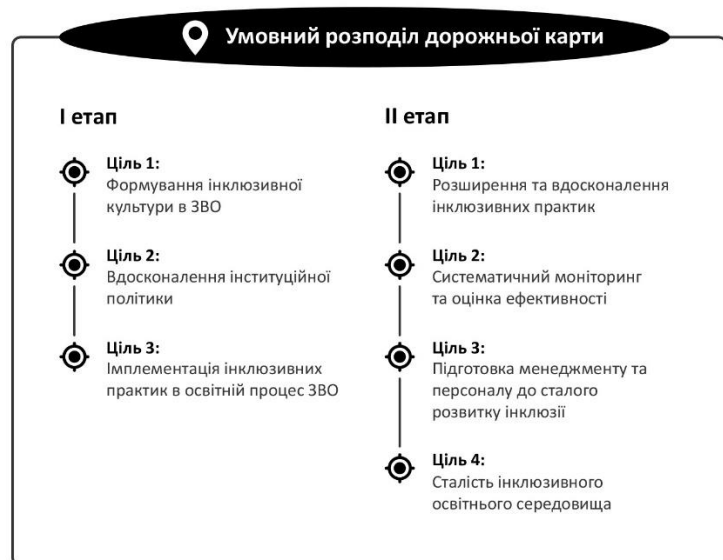 Умовний розподіл дорожньої карти
І етап
Ціль 1:
Формування інклюзивної
культури в ЗВО
Ціль 2:
Вдосконалення інституційної
політики
Ціль 3:
Імплементація інклюзивних
практик в освітній процес ЗВО
ІІ етап
Ціль 1:
Розширення та вдосконалення
інклюзивних практик
Ціль 2:
Систематичний моніторинг
та оцінка ефективності
Ціль 3:
Підготовка менеджменту та
персоналу до сталого
розвитку інклюзії
Ціль 4:
Сталість інклюзивного
освітнього середовища